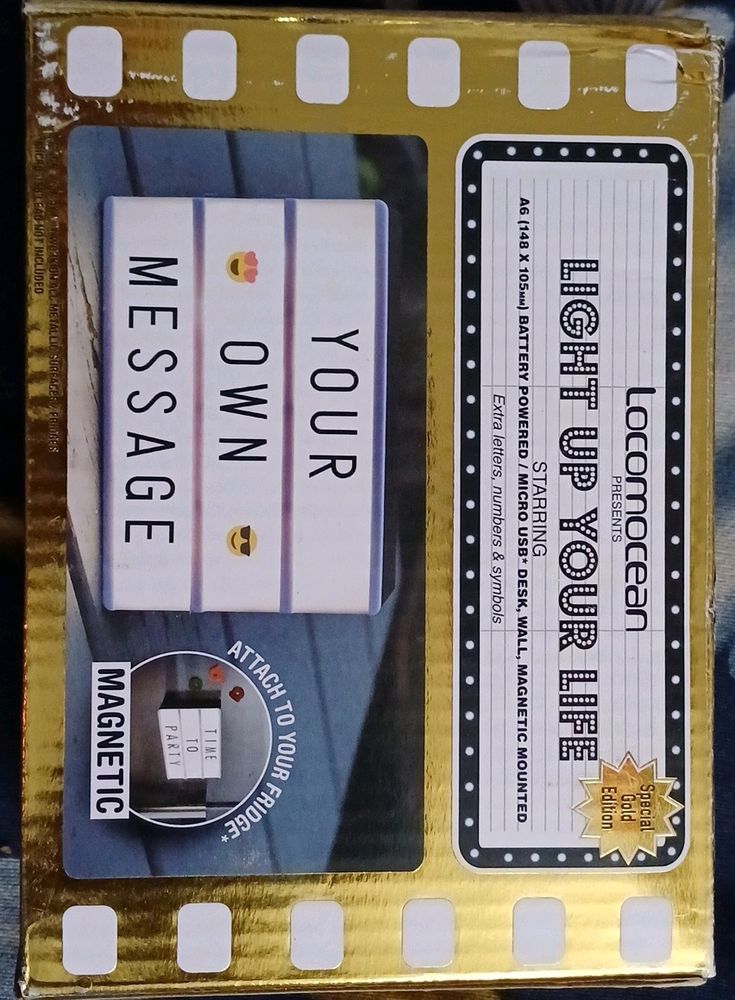 Locomocean
PRESENTS
LIGHT UP YOUR LIFE
STARRING
A6 (148 X 105MM) BATTERY POWERED / MICRO USB* DESK, WALL, MAGNETIC MOUNTED
Extra letters, numbers & symbols
Special
Gold
Edition
YOUR
😍 OWN 😎
MESSAGE
ATTACH TO YOUR FRIDGE*
TIME
TO
PARTY
MAGNETIC
METALLIC SURFACES / FRIDGES
NOT INCLUDED